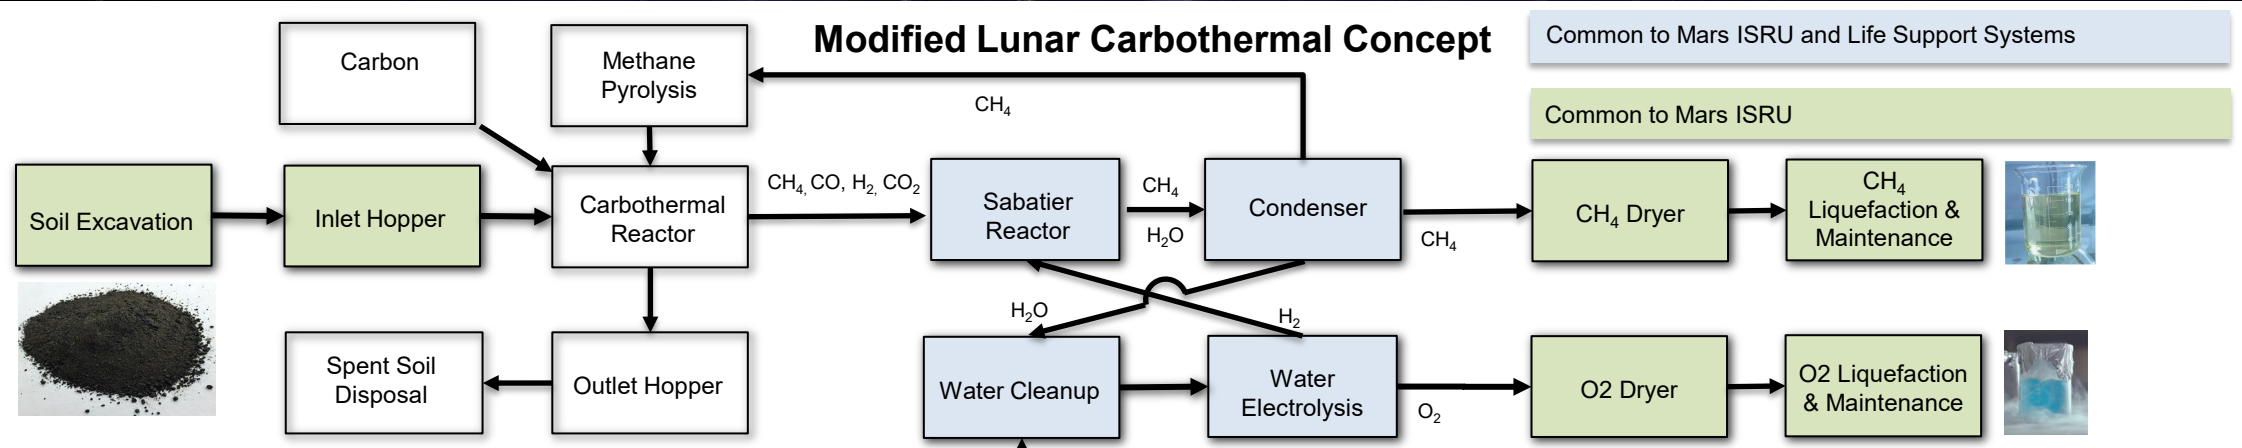 Modified Lunar Carbothermal Concept
Common to Mars ISRU and Life Support Systems
Common to Mars ISRU
Carbon
Methane
Pyrolysis
CH₄
Soil Excavation
Inlet Hopper
Carbothermal
Reactor
CH₄, CO, H₂, CO₂
Sabatier
Reactor
CH₄
H₂O
Condenser
CH₄
CH₄ Dryer
CH₄
Liquefaction &
Maintenance
H₂O
H₂
Spent Soil
Disposal
Outlet Hopper
Water Cleanup
Water
Electrolysis
O₂
O2 Dryer
O2 Liquefaction
& Maintenance